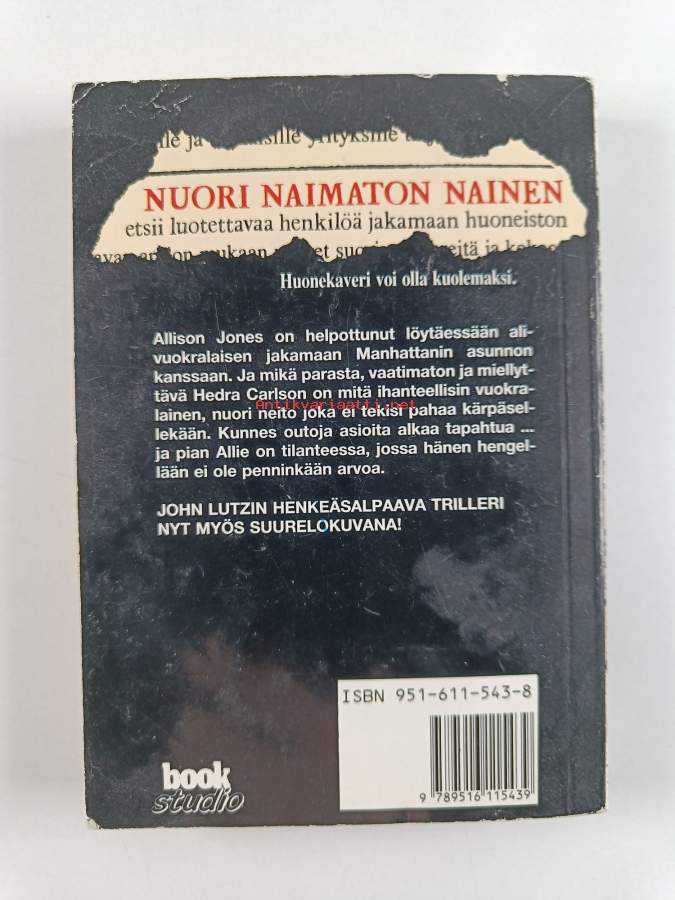 le ja
NUORI NAIMATON NAINEN
etsii luotettavaa henkilöä jakamaan huoneiston
Huonekaveri voi olla kuolemaksi.
Allison Jones on helpottunut löytäessään ali-
vuokralaisen jakamaan Manhattanin asunnon
kanssaan. Ja mikä parasta, vaatimaton ja miellyt-
tävä Hedra Carlson on mitä ihanteellisin vuokra-
lainen, nuori neito joka ei tekisi pahaa kärpäsel-
Antikvariaatti.net
lekään. Kunnes outoja asioita alkaa tapahtua ...
ja pian Allie on tilanteessa, jossa hänen hengel-
lään ei ole penninkään arvoa.
JOHN LUTZIN HENKEÄSALPAAVA TRILLERI
NYT MYÖS SUURELOKUVANA!
ISBN 951-611-543-8
9 789516 115439
book
studio